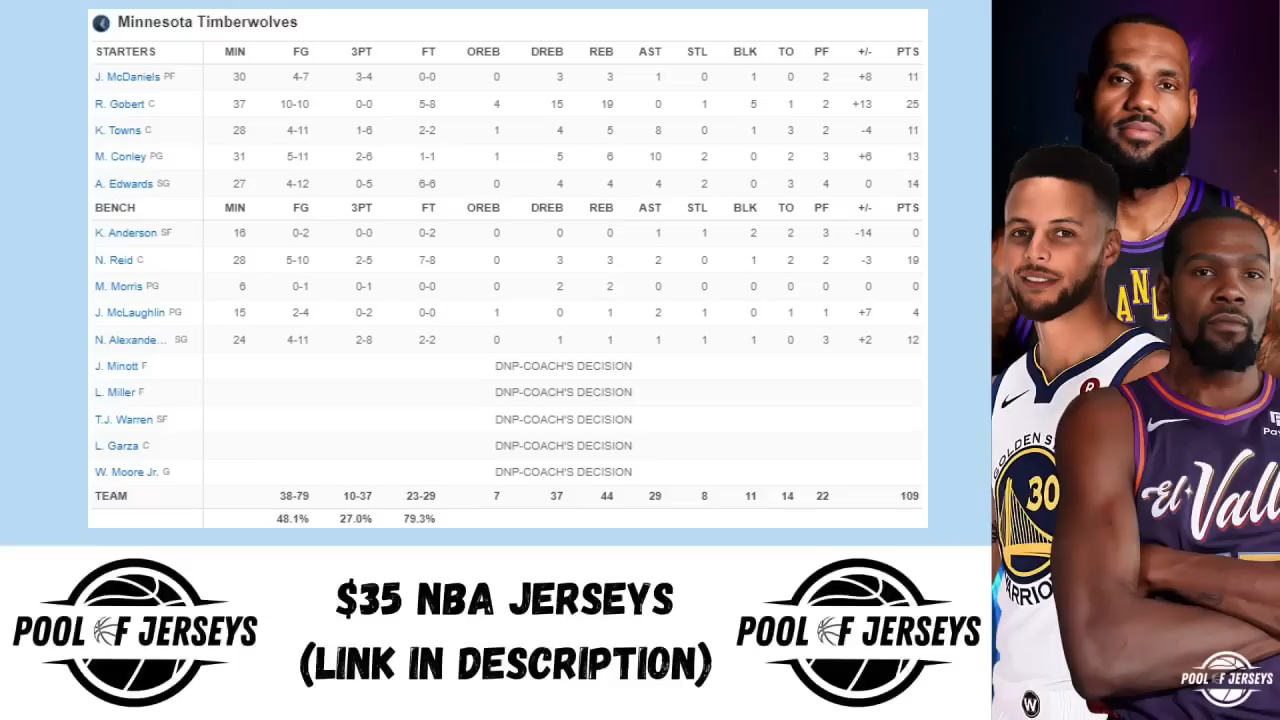 Minnesota Timberwolves
STARTERS MIN FG 3PT FT OREB DREB REB AST STL BLK TO PF +/- PTS
J. McDaniels PF 30 4-7 3-4 0-0 0 3 3 1 0 1 0 2 +8 11
R. Gobert C 37 10-10 0-0 5-8 4 15 19 0 1 5 1 2 +13 25
K. Towns C 28 4-11 1-6 2-2 1 4 5 8 0 1 3 2 -4 11
M. Conley PG 31 5-11 2-6 1-1 1 5 6 10 2 0 2 3 +6 13
A. Edwards SG 27 4-12 0-5 6-6 0 4 4 4 2 0 3 4 0 14
BENCH MIN FG 3PT FT OREB DREB REB AST STL BLK TO PF +/- PTS
K. Anderson SF 16 0-2 0-0 0-2 0 0 0 1 1 2 2 3 -14 0
N. Reid C 28 5-10 2-5 7-8 0 3 3 2 0 1 2 2 -3 19
M. Morris PG 6 0-1 0-1 0-0 0 2 2 0 0 0 0 0 0 0
J. McLaughlin PG 15 2-4 0-2 0-0 1 0 1 2 1 0 1 1 +7 4
N. Alexande... SG 24 4-11 2-8 2-2 0 1 1 1 1 1 0 3 +2 12
J. Minott F DNP-COACH'S DECISION
L. Miller F DNP-COACH'S DECISION
T.J. Warren SF DNP-COACH'S DECISION
L. Garza C DNP-COACH'S DECISION
W. Moore Jr. G DNP-COACH'S DECISION
TEAM 38-79 10-37 23-29 7 37 44 29 8 11 14 22 109
48.1% 27.0% 79.3%
POOL OF JERSEYS
$35 NBA JERSEYS
(LINK IN DESCRIPTION)
POOL OF JERSEYS
GOLDEN S
30
WARRIO
R
W
El Valle
POOL OF JERSEYS